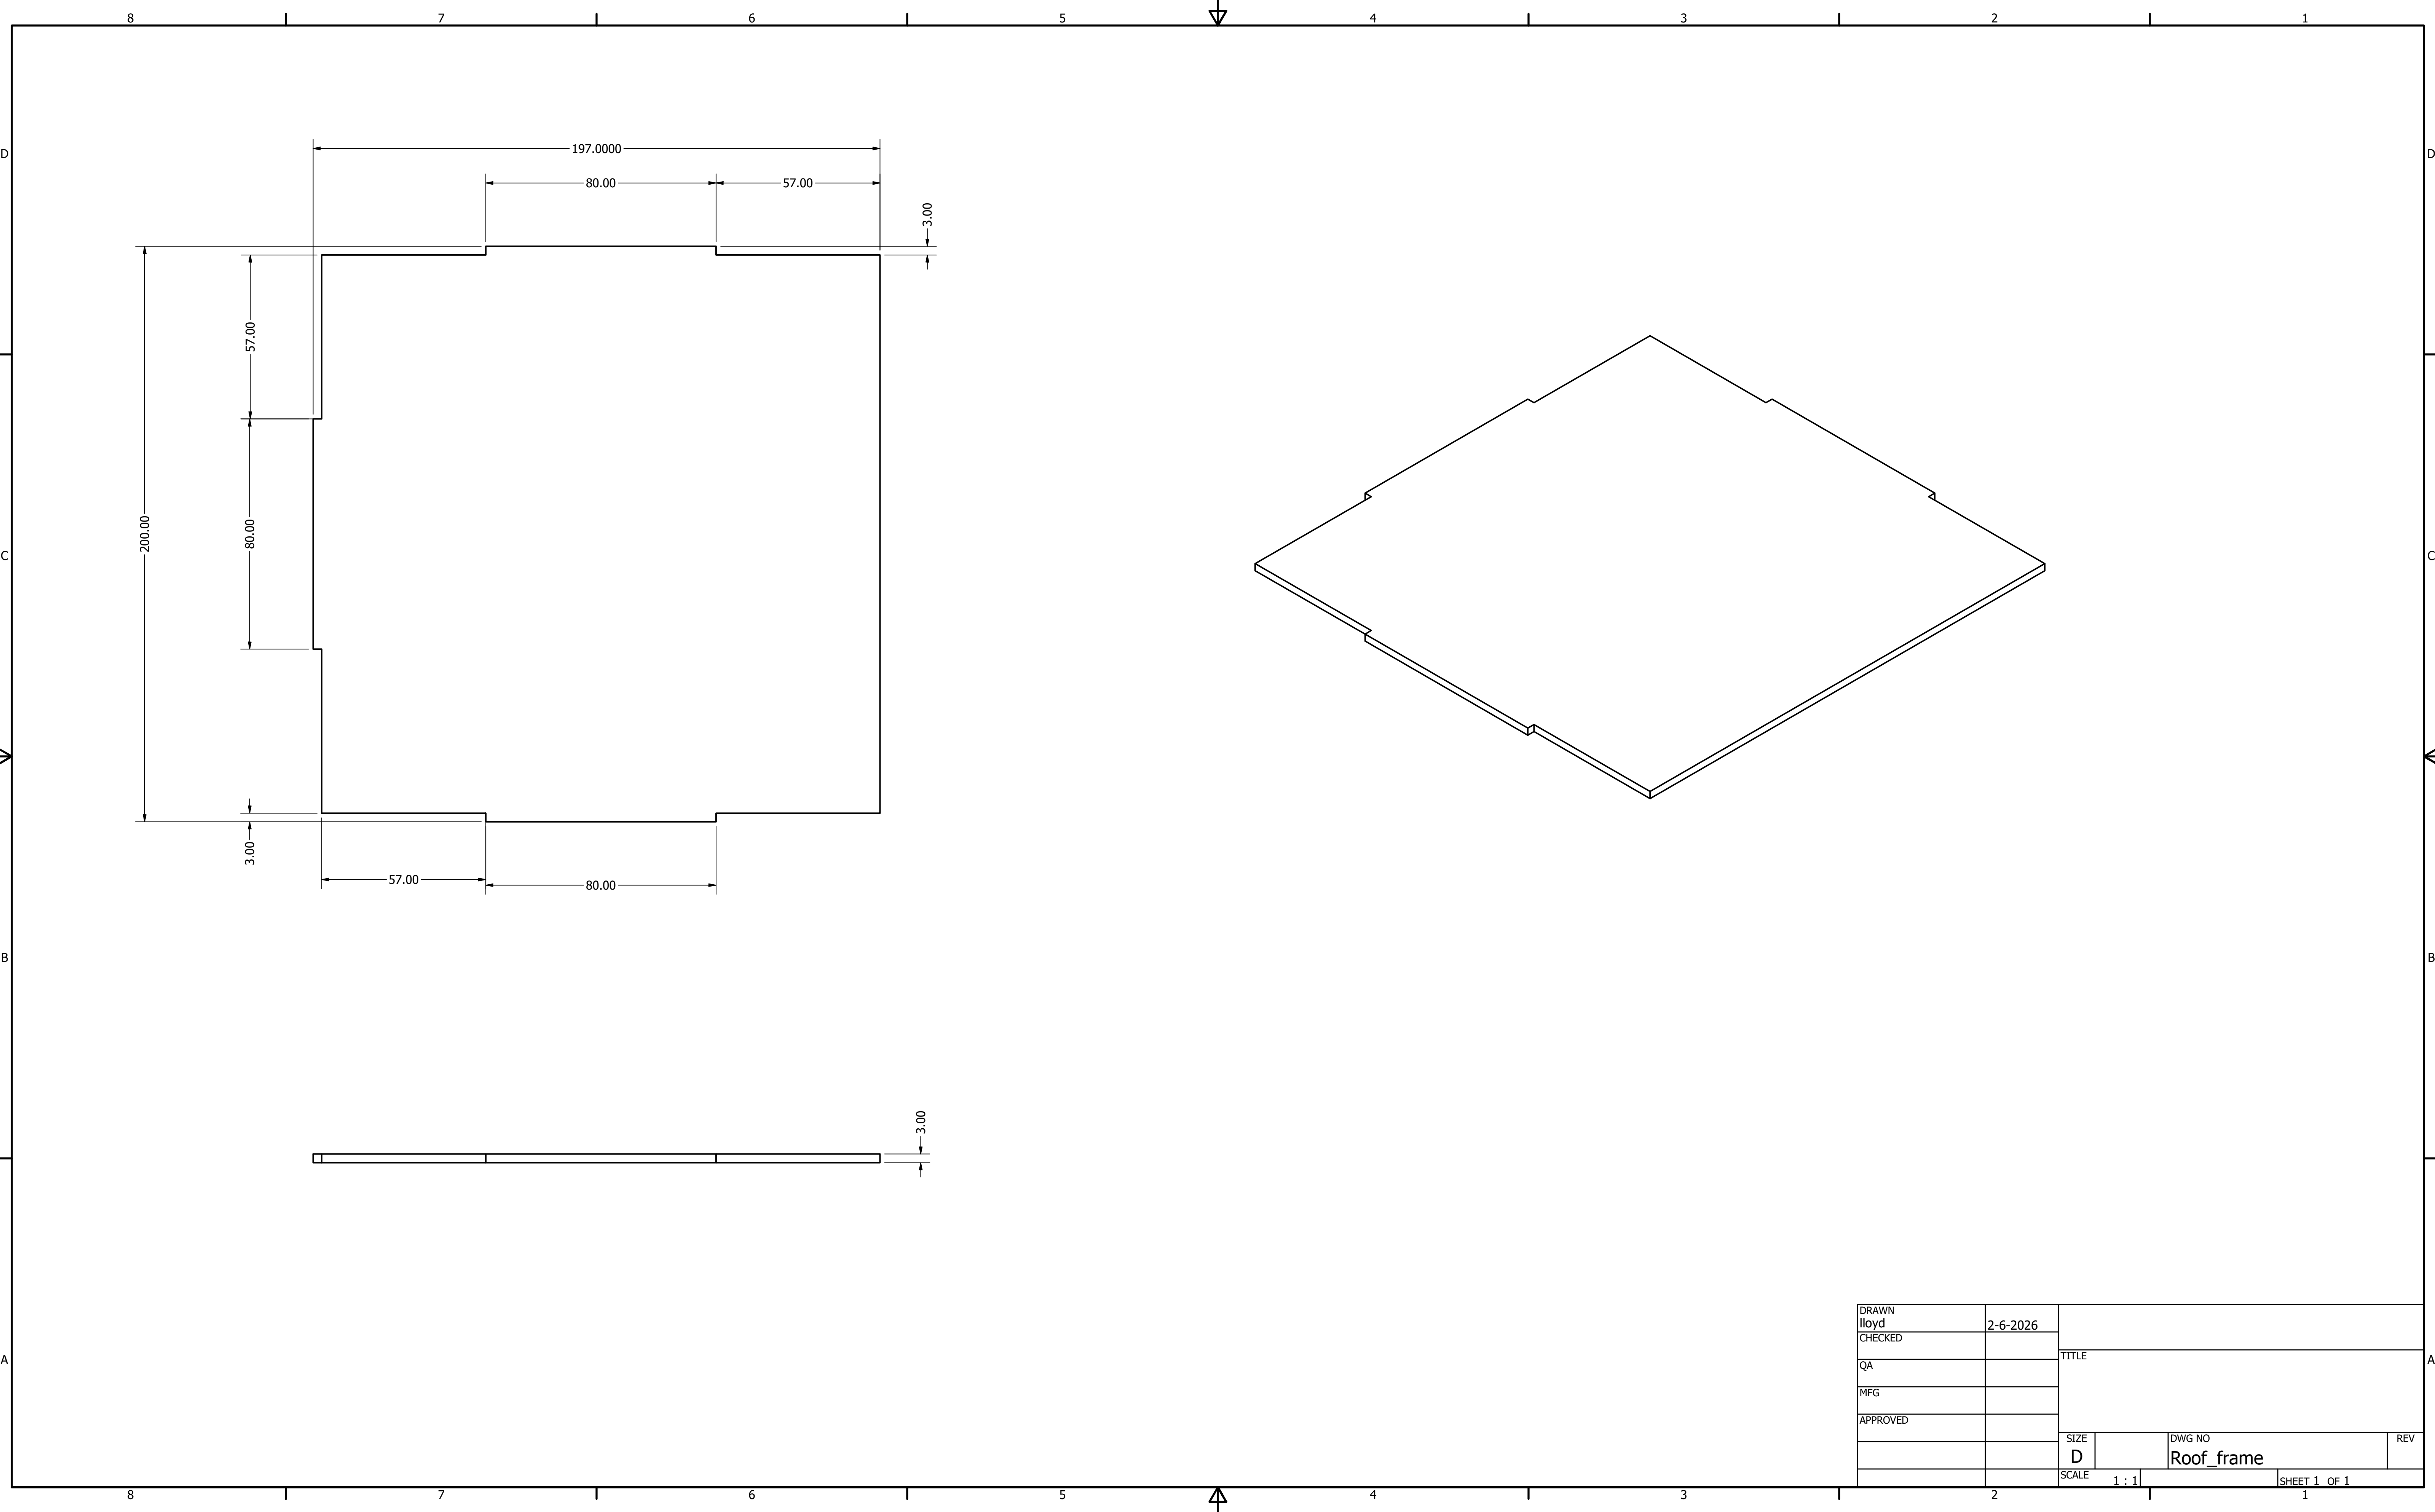 8 7 6 5 4 3 2 1
D D
197.0000
80.00 57.00
3.00
57.00
C C
200.00
80.00
3.00
57.00
80.00
B B
3.00
DRAWN
lloyd 2-6-2026
CHECKED
A A
TITLE
QA
MFG
APPROVED
SIZE DWG NO REV
D Roof_frame
SCALE 1 : 1 SHEET 1 OF 1
8 7 6 5 4 3 2 1